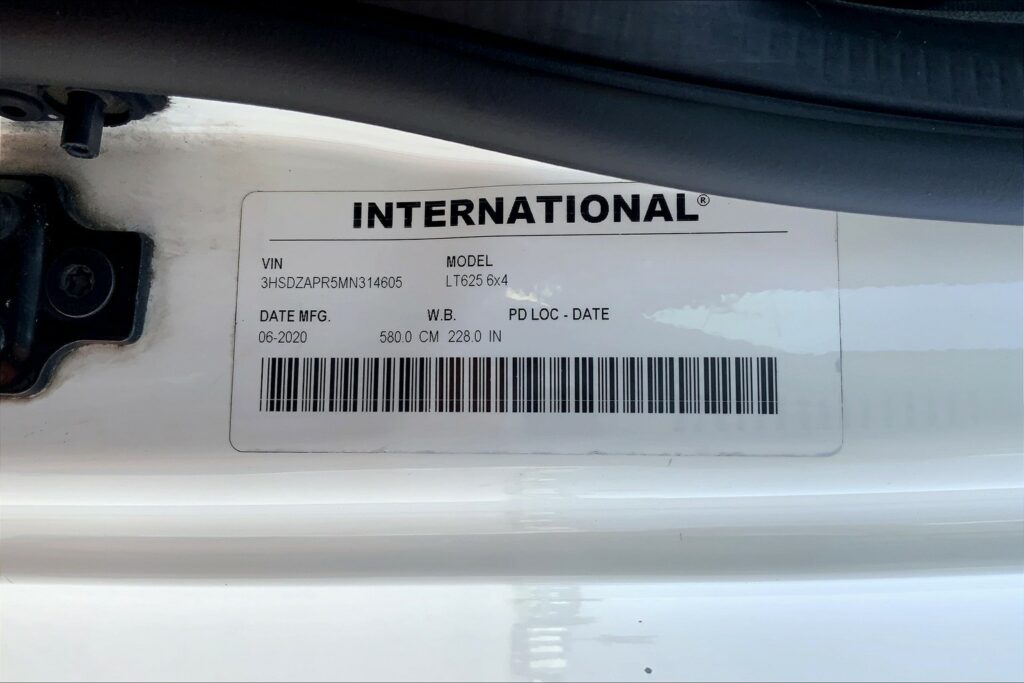 INTERNATIONAL®
VIN MODEL
3HSDZAPR5MN314605 LT625 6x4
DATE MFG. W.B. PD LOC - DATE
06-2020 580.0 CM 228.0 IN